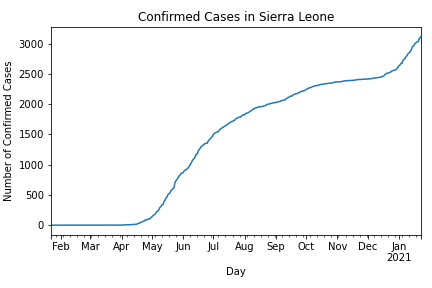 Confirmed Cases in Sierra Leone
Number of Confirmed Cases
3000
2500
2000
1500
1000
500
0
Feb Mar Apr May Jun Jul Aug Sep Oct Nov Dec Jan
2021
Day